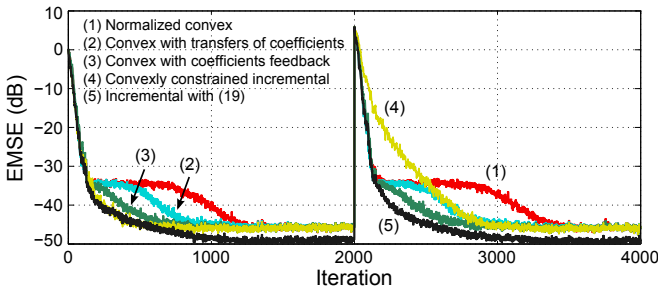 10
0
−10
−20
−30
−40
−50
EMSE (dB)
(1) Normalized convex
(2) Convex with transfers of coefficients
(3) Convex with coefficients feedback
(4) Convexly constrained incremental
(5) Incremental with (19)
(3)
(2)
(4)
(1)
(5)
0 1000 2000 3000 4000
Iteration